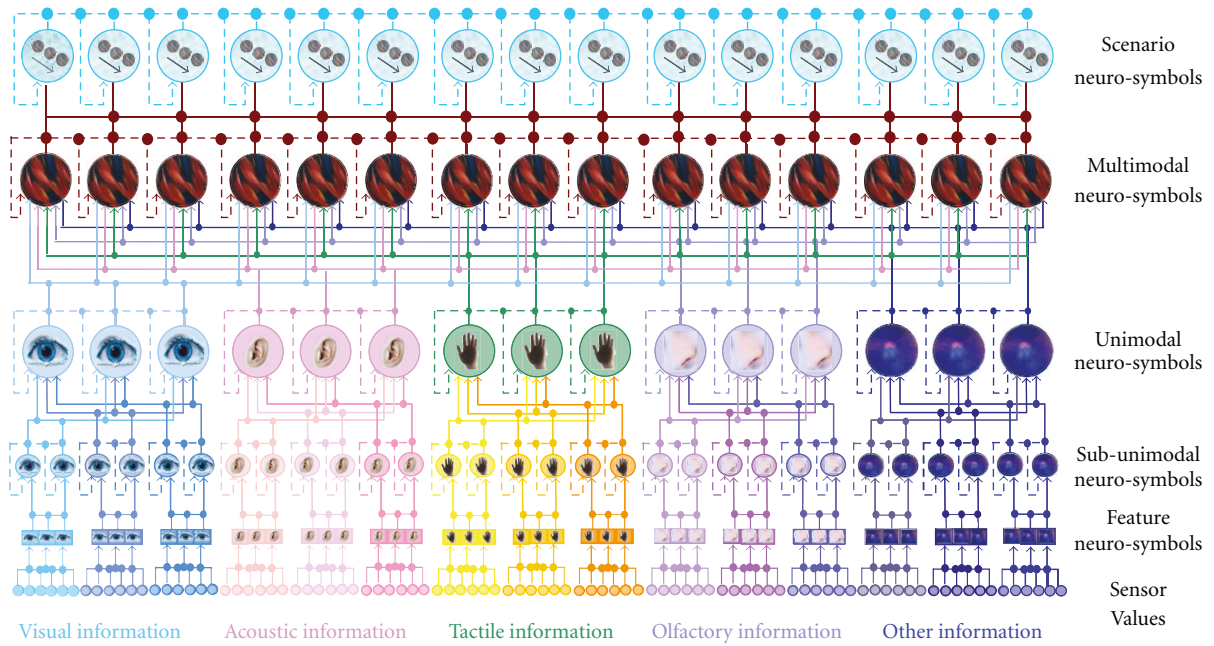 Scenario
neuro-symbols
Multimodal
neuro-symbols
Unimodal
neuro-symbols
Sub-unimodal
neuro-symbols
Feature
neuro-symbols
Sensor
Values
Visual information
Acoustic information
Tactile information
Olfactory information
Other information